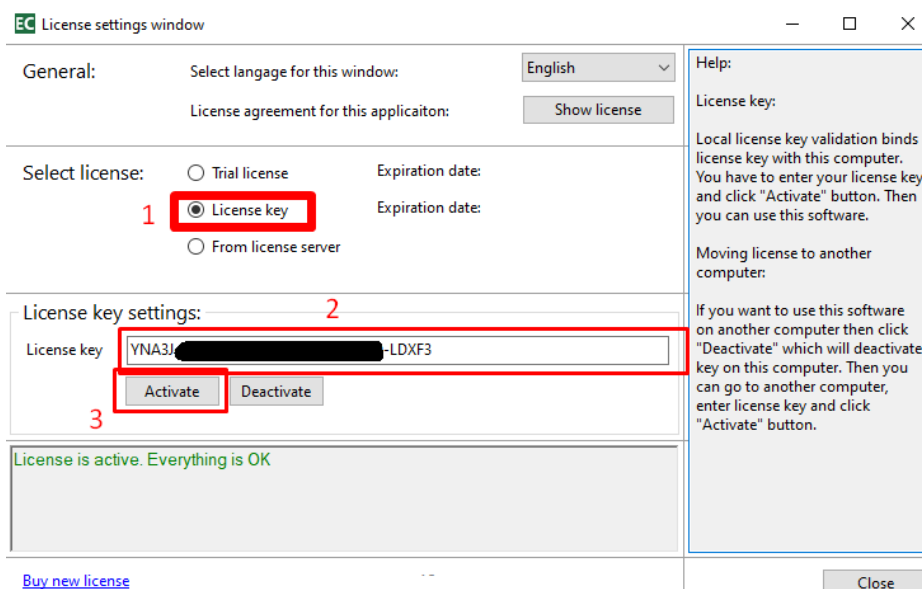 EC License settings window
General:
Select langage for this window:
English
License agreement for this applicaiton:
Show license
Select license:
Trial license
Expiration date:
1
License key
Expiration date:
From license server
License key settings:
2
License key
YNA3J
-LDXF3
Activate
Deactivate
3
License is active. Everything is OK
Buy new license
Help:
License key:
Local license key validation binds
license key with this computer.
You have to enter your license key
and click "Activate" button. Then
you can use this software.
Moving license to another
computer:
If you want to use this software
on another computer then click
"Deactivate" which will deactivate
key on this computer. Then you
can go to another computer,
enter license key and click
"Activate" button.
Close